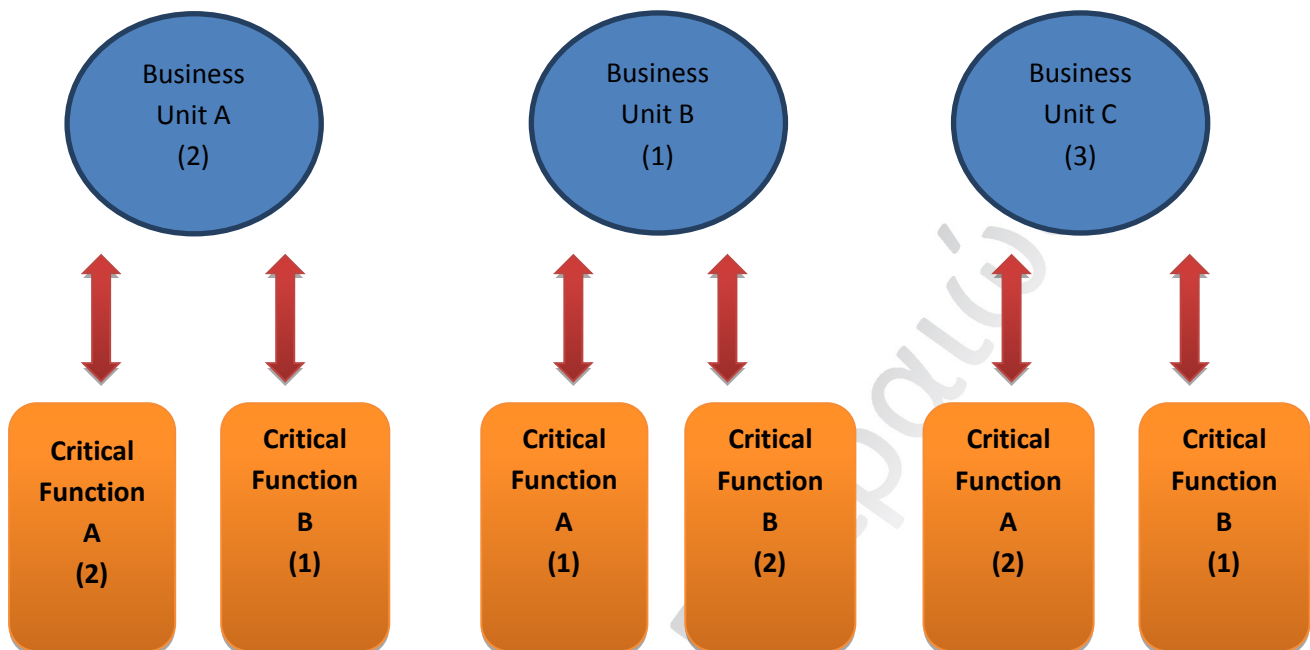 Business
Unit A
(2)
Business
Unit B
(1)
Business
Unit C
(3)
Critical
Function
A
(2)
Critical
Function
B
(1)
Critical
Function
A
(1)
Critical
Function
B
(2)
Critical
Function
A
(2)
Critical
Function
B
(1)